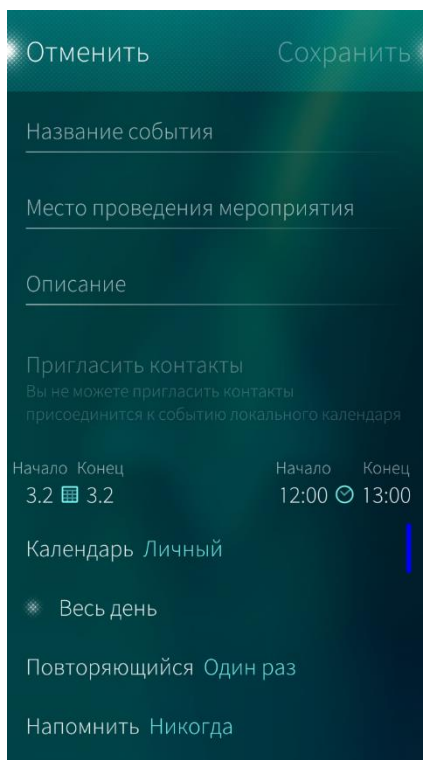 Отменить Сохранить
Название события
Место проведения мероприятия
Описание
Пригласить контакты
Вы не можете пригласить контакты
присоединится к событию локального календаря
Начало Конец Начало Конец
3.2 3.2 12:00 13:00
Календарь Личный
Весь день
Повторяющийся Один раз
Напомнить Никогда